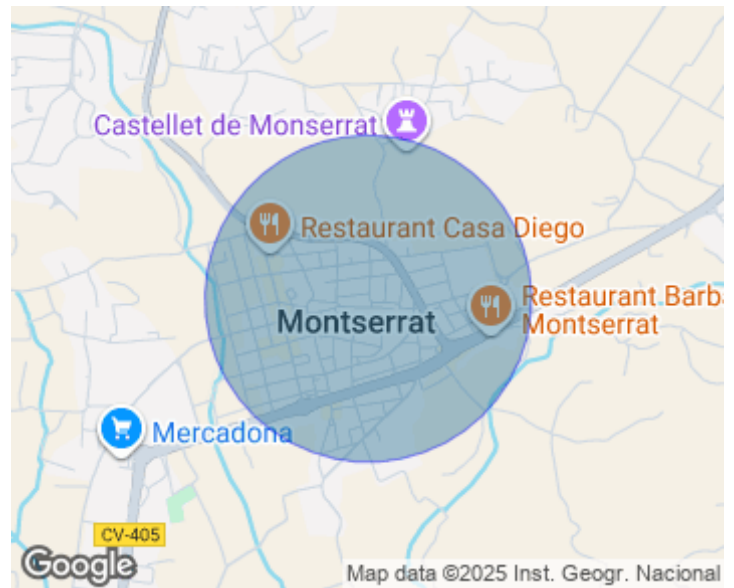 Castellet de Monserrat
Restaurant Casa Diego
Restaurant Barb
Montserrat
Montserrat
Mercadona
CV-405
Google
Map data ©2025 Inst. Geogr. Nacional